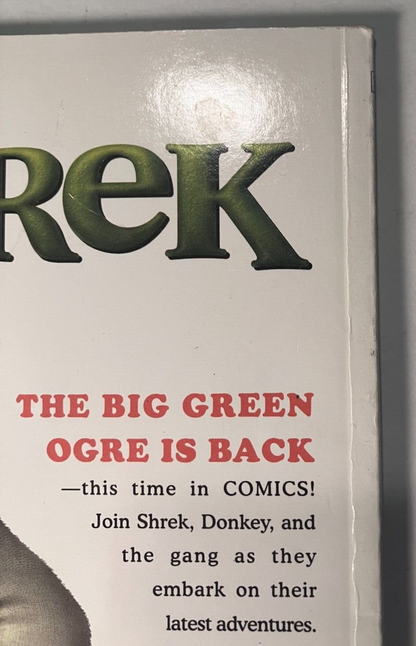 REK
THE BIG GREEN
OGRE IS BACK
—this time in COMICS!
Join Shrek, Donkey, and
the gang as they
embark on their
latest adventures.